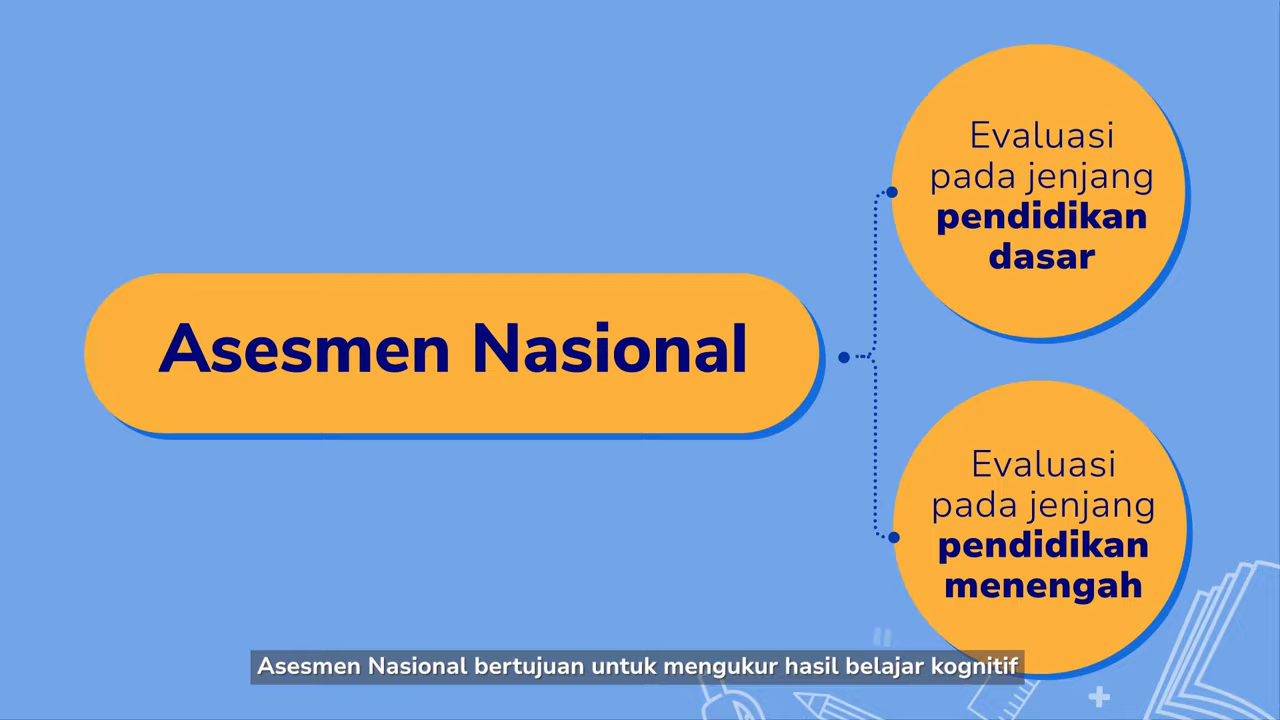 Asesmen Nasional
Evaluasi
pada jenjang
pendidikan
dasar
Evaluasi
pada jenjang
pendidikan
menengah
Asesmen Nasional bertujuan untuk mengukur hasil belajar kognitif